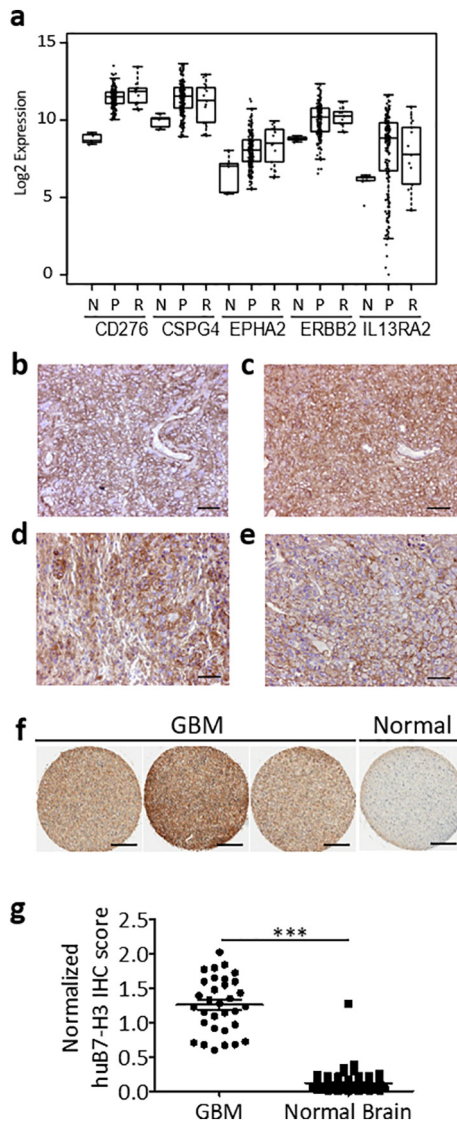 a
15
10
5
0
Log2 Expression
N P R N P R N P R N P R N P R
CD276 CSPG4 EPHA2 ERBB2 IL13RA2
b
c
d
e
f
GBM Normal
g
***
2.5
2.0
1.5
1.0
0.5
0.0
Normalized
huB7-H3 IHC score
GBM Normal Brain